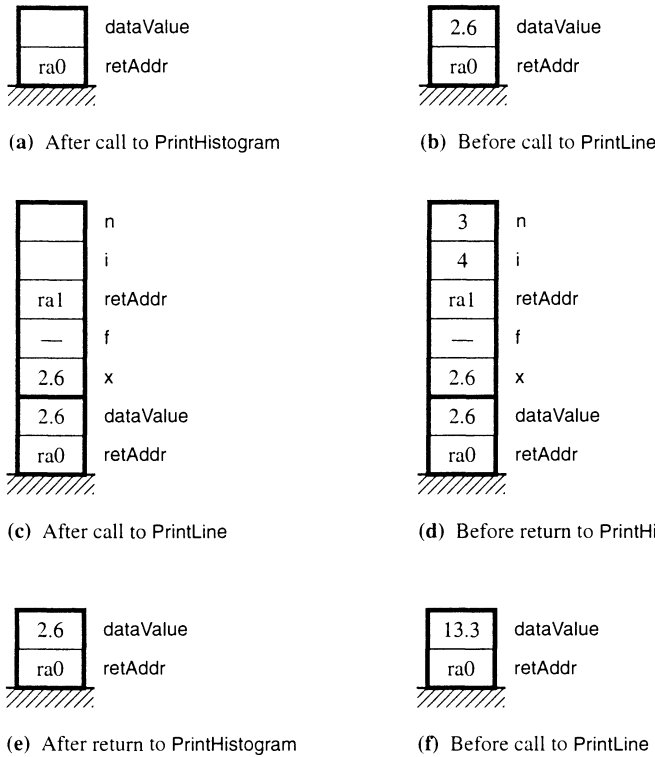 dataValue
ra0 retAddr
(a) After call to PrintHistogram
2.6 dataValue
ra0 retAddr
(b) Before call to PrintLine
n
i
ra1 retAddr
— f
2.6 x
2.6 dataValue
ra0 retAddr
(c) After call to PrintLine
3 n
4 i
ra1 retAddr
— f
2.6 x
2.6 dataValue
ra0 retAddr
(d) Before return to PrintHi
2.6 dataValue
ra0 retAddr
(e) After return to PrintHistogram
13.3 dataValue
ra0 retAddr
(f) Before call to PrintLine